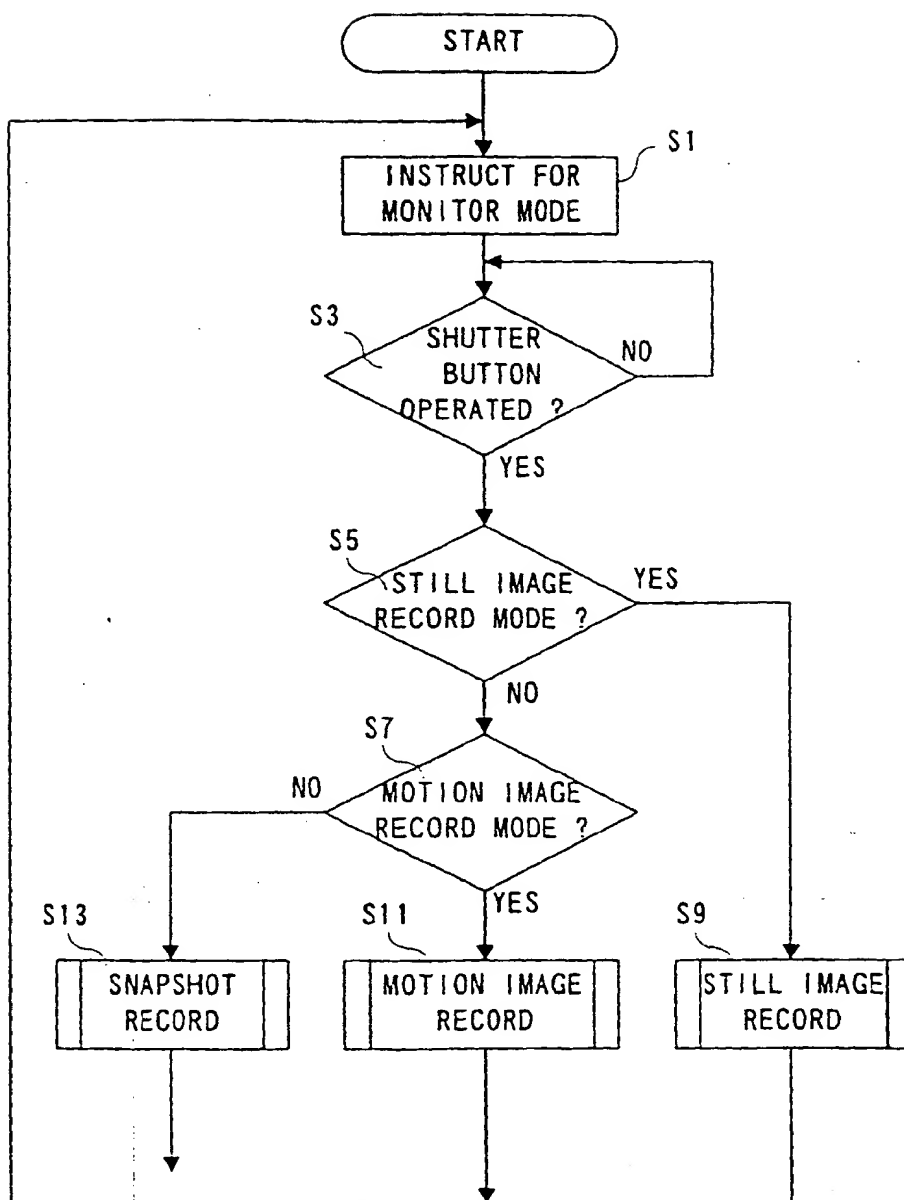 START
S1
INSTRUCT FOR
MONITOR MODE
S3
SHUTTER
BUTTON
OPERATED ?
NO
YES
S5
STILL IMAGE
RECORD MODE ?
YES
NO
S7
MOTION IMAGE
RECORD MODE ?
NO
YES
S13
SNAPSHOT
RECORD
S11
MOTION IMAGE
RECORD
S9
STILL IMAGE
RECORD